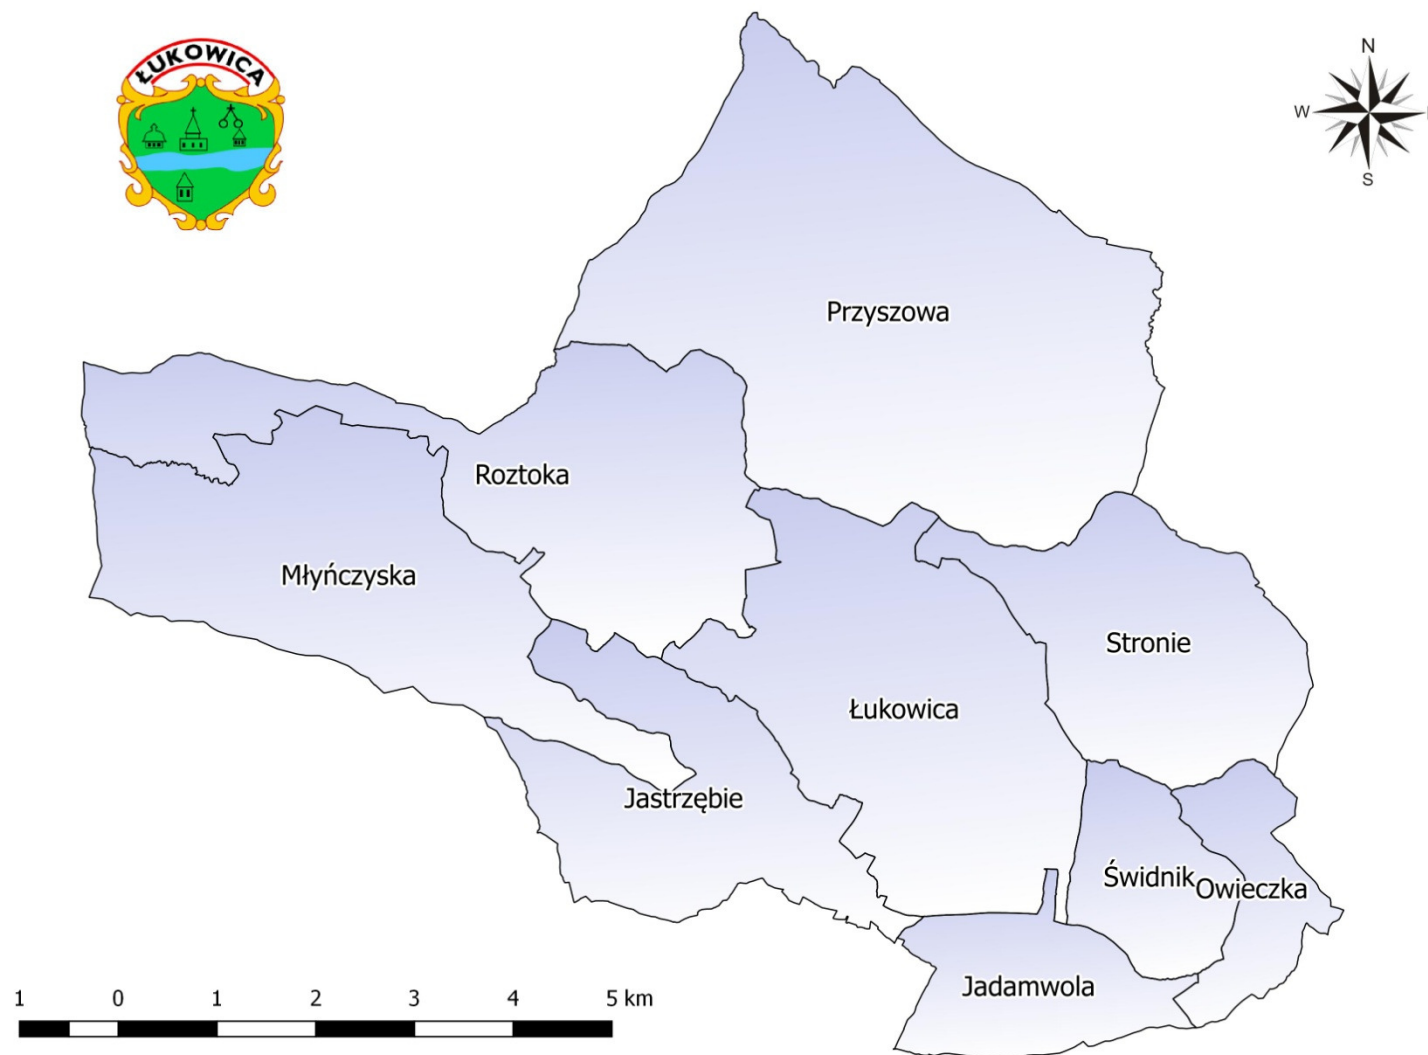 ŁUKOWICA
N
W
S
Przyszowa
Roztoka
Młyńczyska
Stronie
Łukowica
Jastrzębie
Świdnik
Owieczka
Jadamwola
1 0 1 2 3 4 5 km